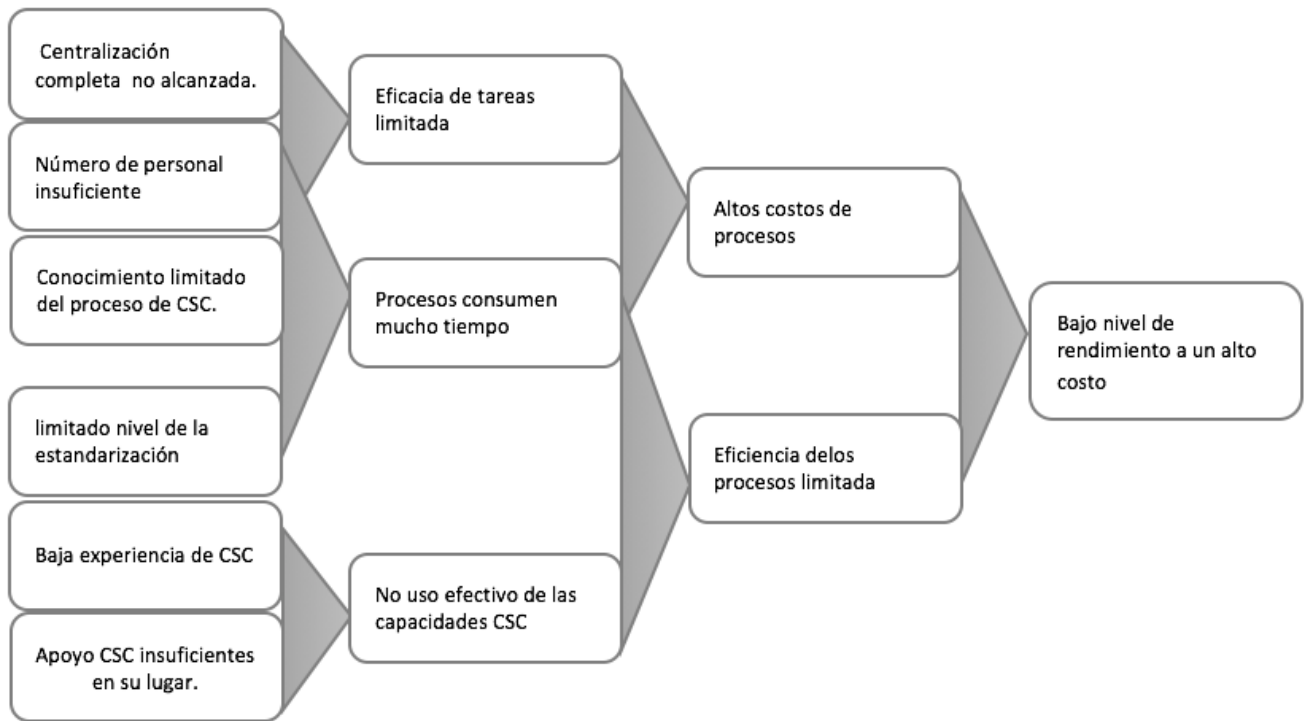 Centralización
completa no alcanzada.
Número de personal
insuficiente
Conocimiento limitado
del proceso de CSC.
limitado nivel de la
estandarización
Baja experiencia de CSC
Apoyo CSC insuficientes
en su lugar.
Eficacia de tareas
limitada
Procesos consumen
mucho tiempo
No uso efectivo de las
capacidades CSC
Altos costos de
procesos
Eficiencia delos
procesos limitada
Bajo nivel de
rendimiento a un alto
costo